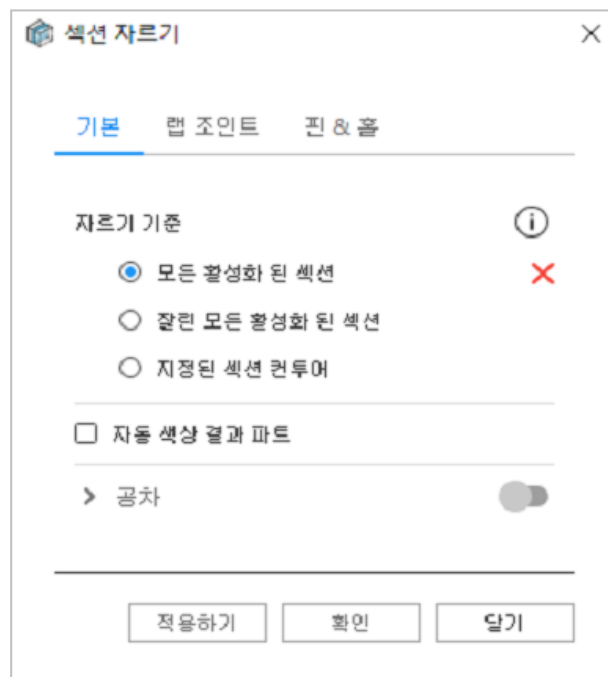 섹션 자르기
기본 랩 조인트 핀 & 홀
자르기 기준
모든 활성화 된 섹션
잘린 모든 활성화 된 섹션
지정된 섹션 컨투어
자동 색상 결과 파트
공차
적용하기 확인 닫기